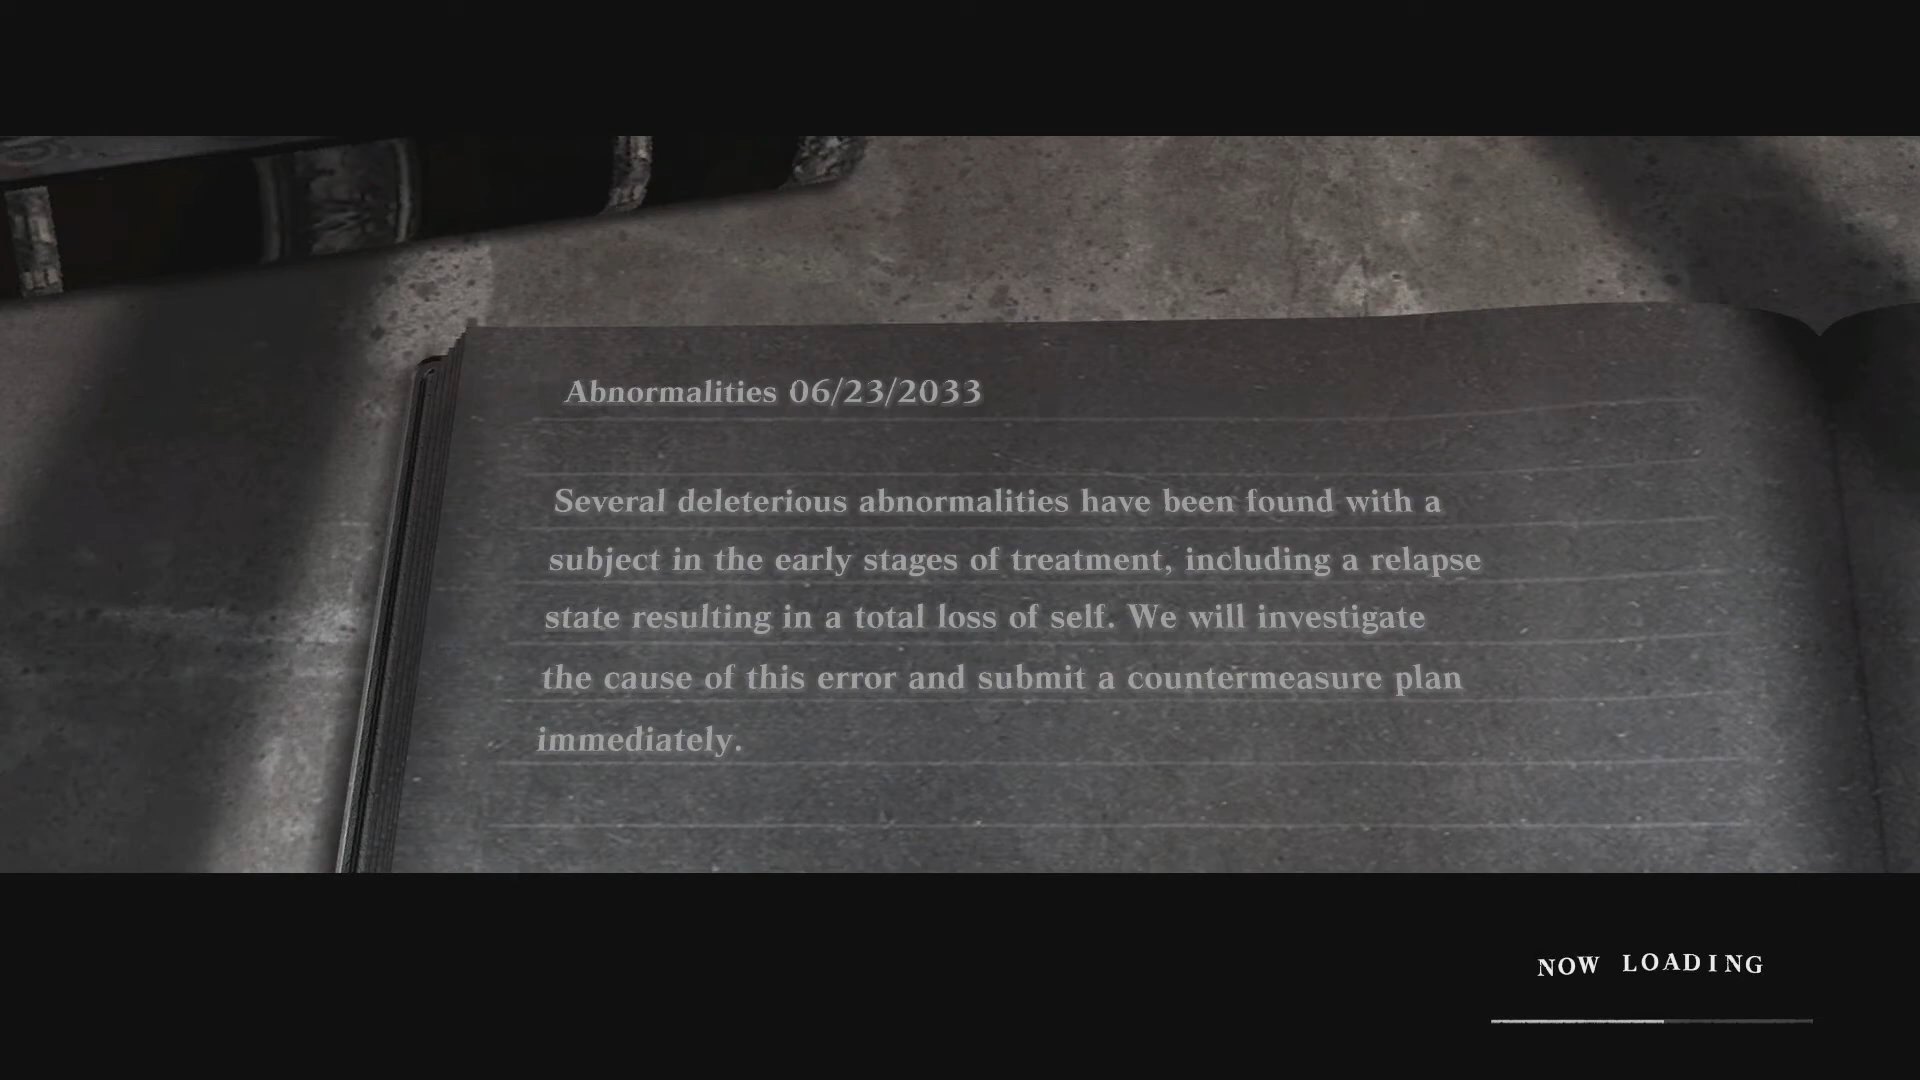 Abnormalities 06/23/2033
Several deleterious abnormalities have been found with a
subject in the early stages of treatment, including a relapse
state resulting in a total loss of self. We will investigate
the cause of this error and submit a countermeasure plan
immediately.
NOW LOADING